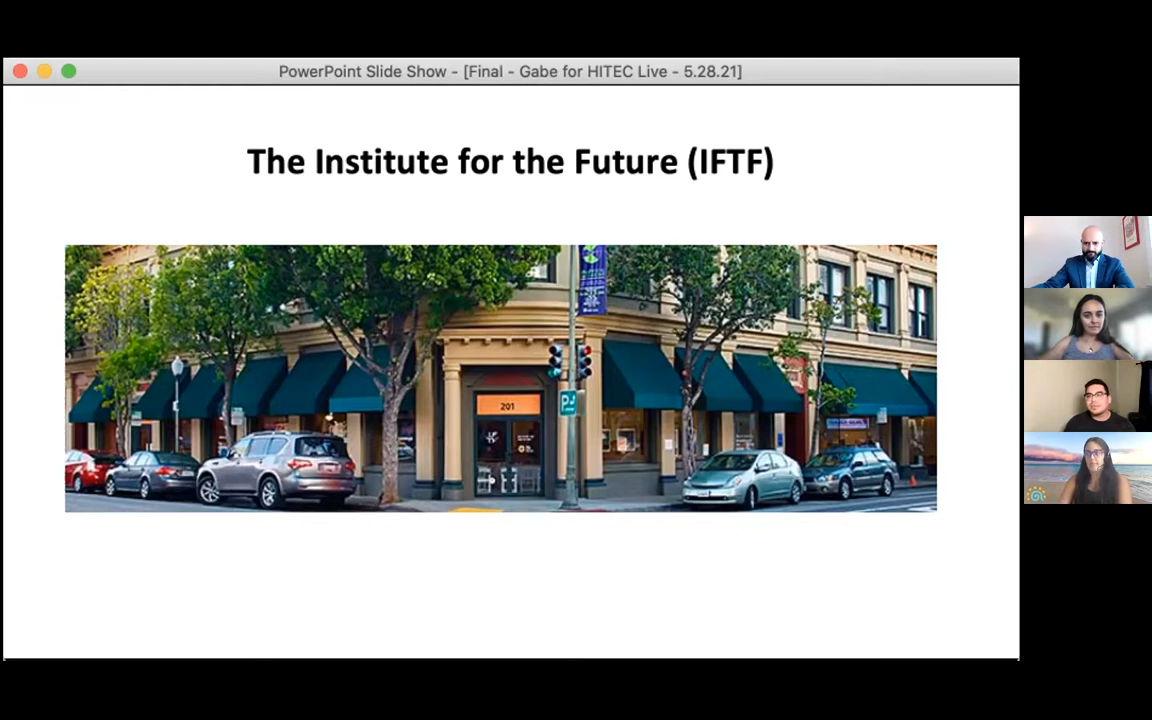 PowerPoint Slide Show - [Final - Gabe for HITEC Live - 5.28.21]
The Institute for the Future (IFTF)
201